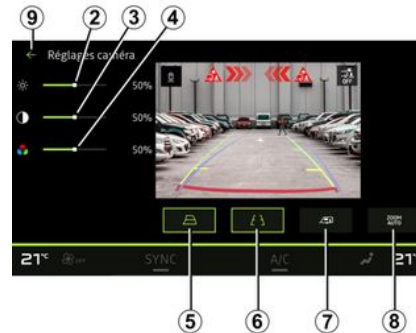 9 2 3 4
← Réglages caméra
50%
50%
50%
OFF
ZOOM AUTO
21°C OFF SYNC A/C 21°
5 6 7 8